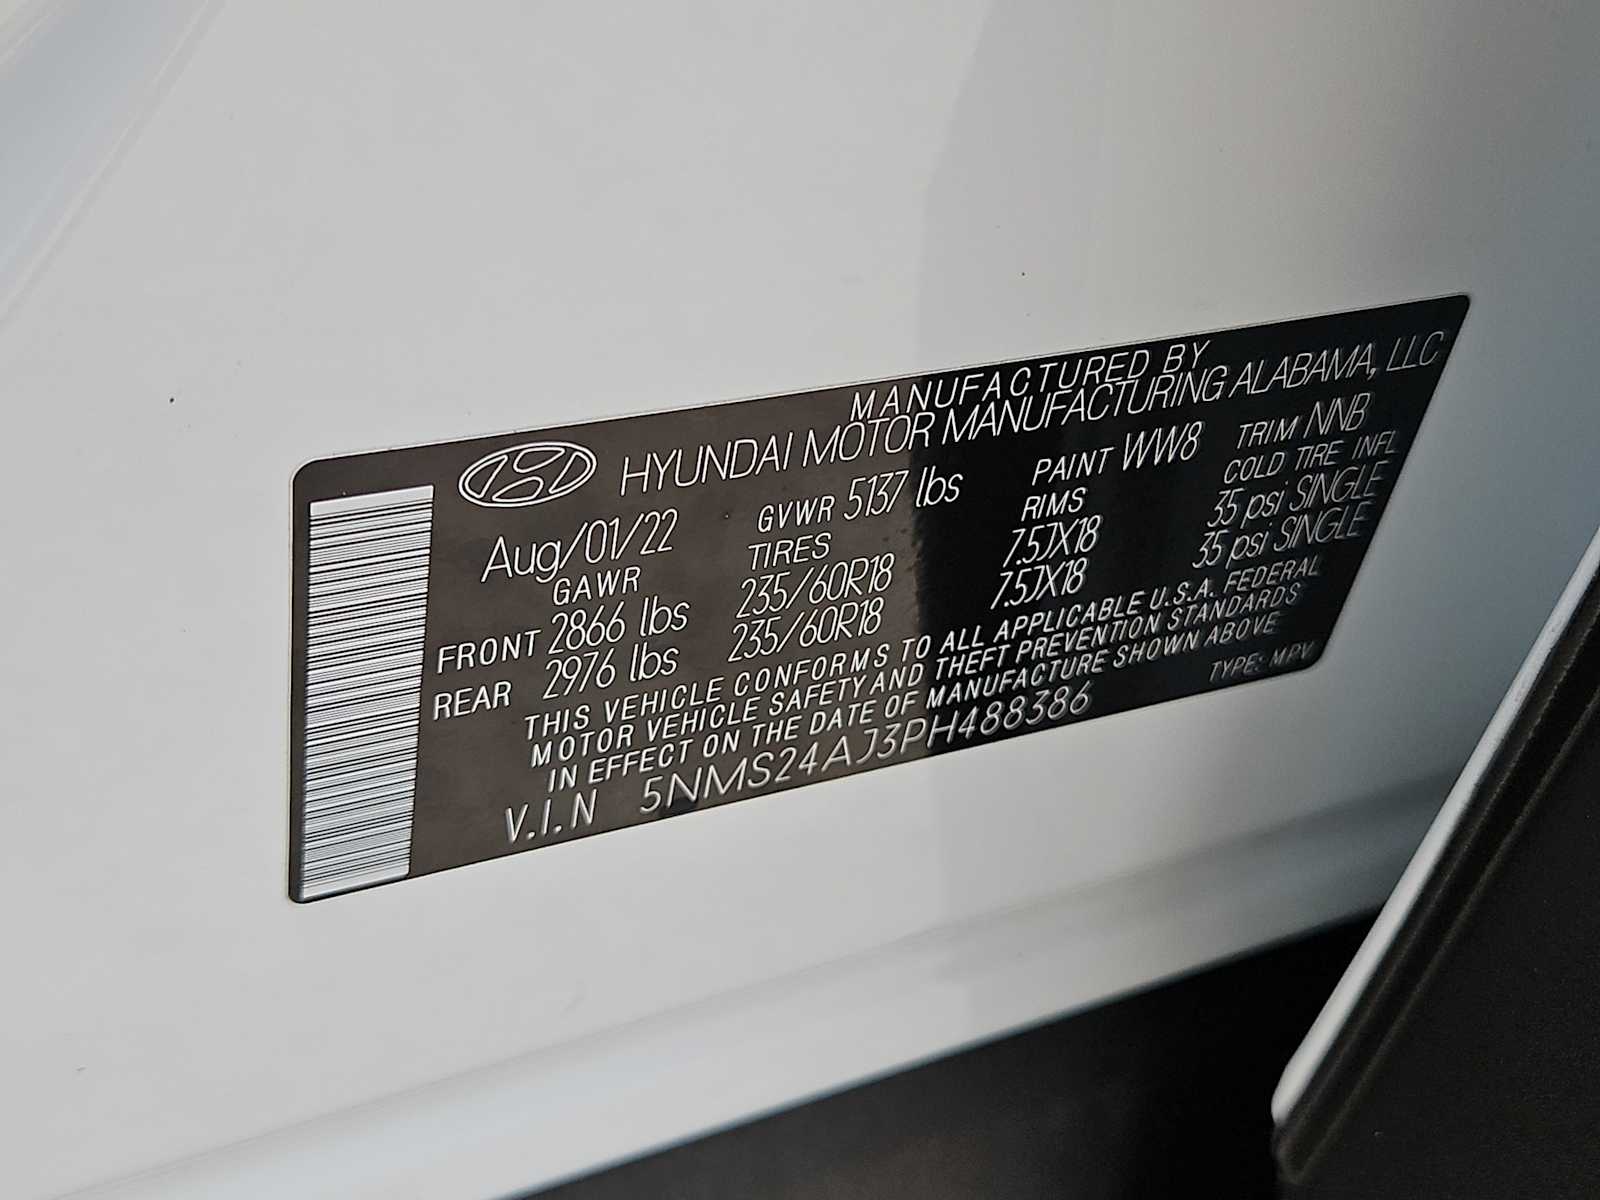 MANUFACTURED BY
HYUNDAI MOTOR MANUFACTURING ALABAMA, LLC
Aug/01/22 GVWR 5137 lbs PAINT WW8 TRIM NNB
GAWR TIRES RIMS COLD TIRE INFL
FRONT 2866 lbs 235/60R18 7.5JX18 35 psi SINGLE
REAR 2976 lbs 235/60R18 7.5JX18 35 psi SINGLE
THIS VEHICLE CONFORMS TO ALL APPLICABLE U.S.A. FEDERAL
MOTOR VEHICLE SAFETY AND THEFT PREVENTION STANDARDS
IN EFFECT ON THE DATE OF MANUFACTURE SHOWN ABOVE
V.I.N 5NMS24AJ3PH488386 TYPE: MPV